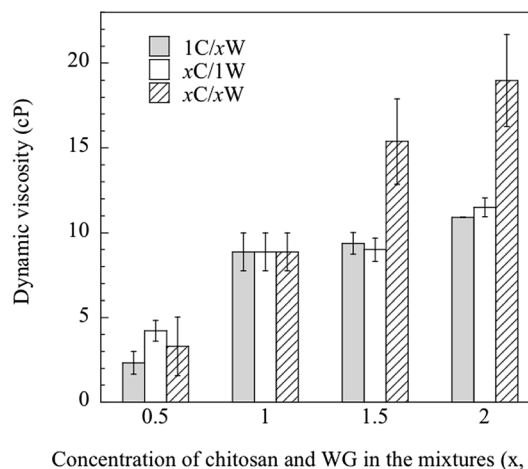 20
15
10
5
0
Dynamic viscosity (cP)
1C/xW
xC/1W
xC/xW
0.5 1 1.5 2
Concentration of chitosan and WG in the mixtures (x,